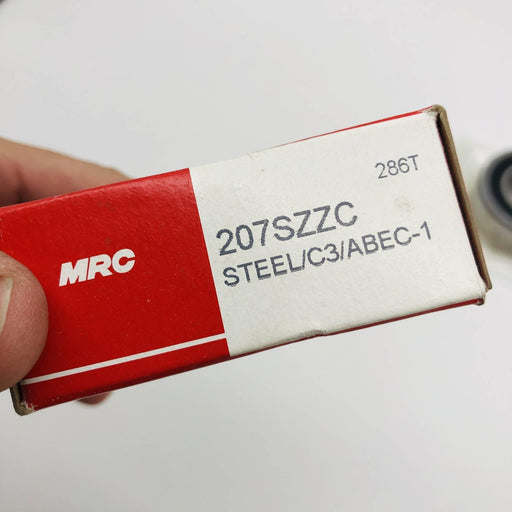 286T
MRC
207SZZC
STEEL/C3/ABEC-1